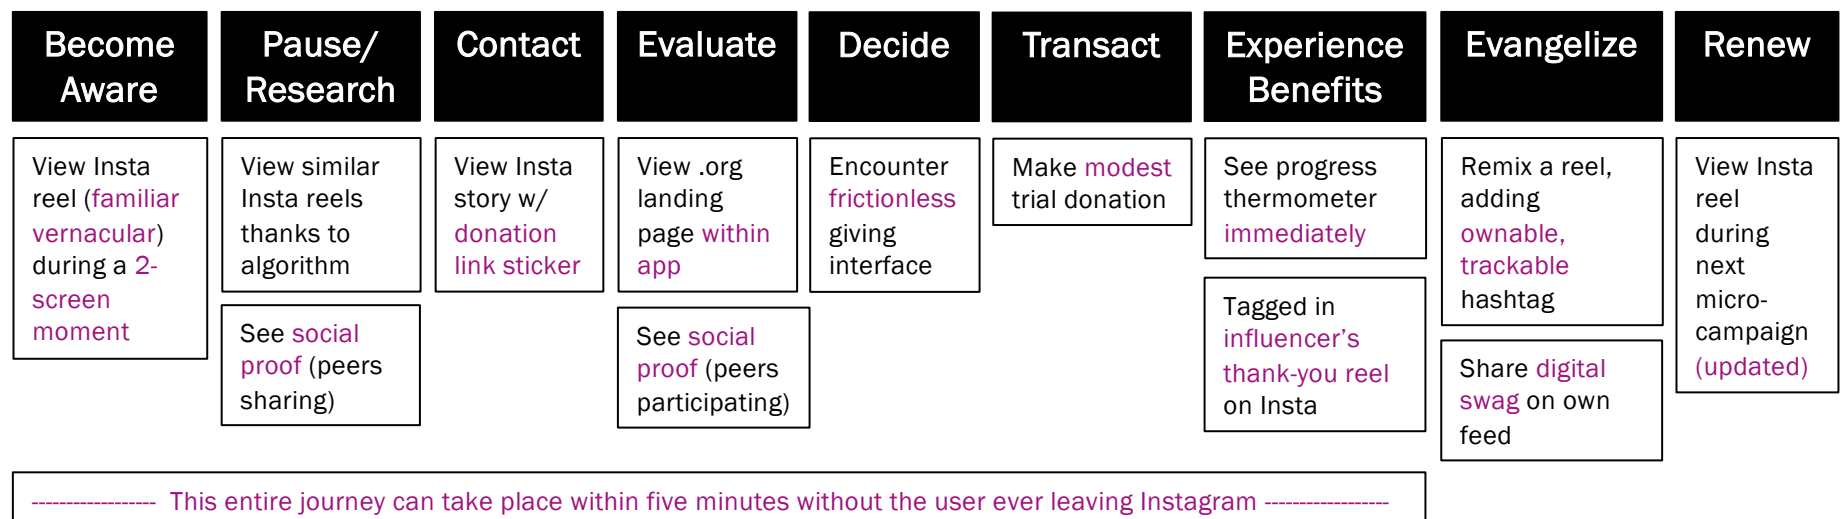 Become
Aware
Pause/
Research
Contact
Evaluate
Decide
Transact
Experience
Benefits
Evangelize
Renew
View Insta
reel (familiar
vernacular)
during a 2-
screen
moment
View similar
Insta reels
thanks to
algorithm
See social
proof (peers
sharing)
View Insta
story w/
donation
link sticker
View .org
landing
page within
app
See social
proof (peers
participating)
Encounter
frictionless
giving
interface
Make modest
trial donation
See progress
thermometer
immediately
Tagged in
influencer’s
thank-you reel
on Insta
Remix a reel,
adding
ownable,
trackable
hashtag
Share digital
swag on own
feed
View Insta
reel
during
next
micro-
campaign
(updated)
------------------ This entire journey can take place within five minutes without the user ever leaving Instagram ------------------